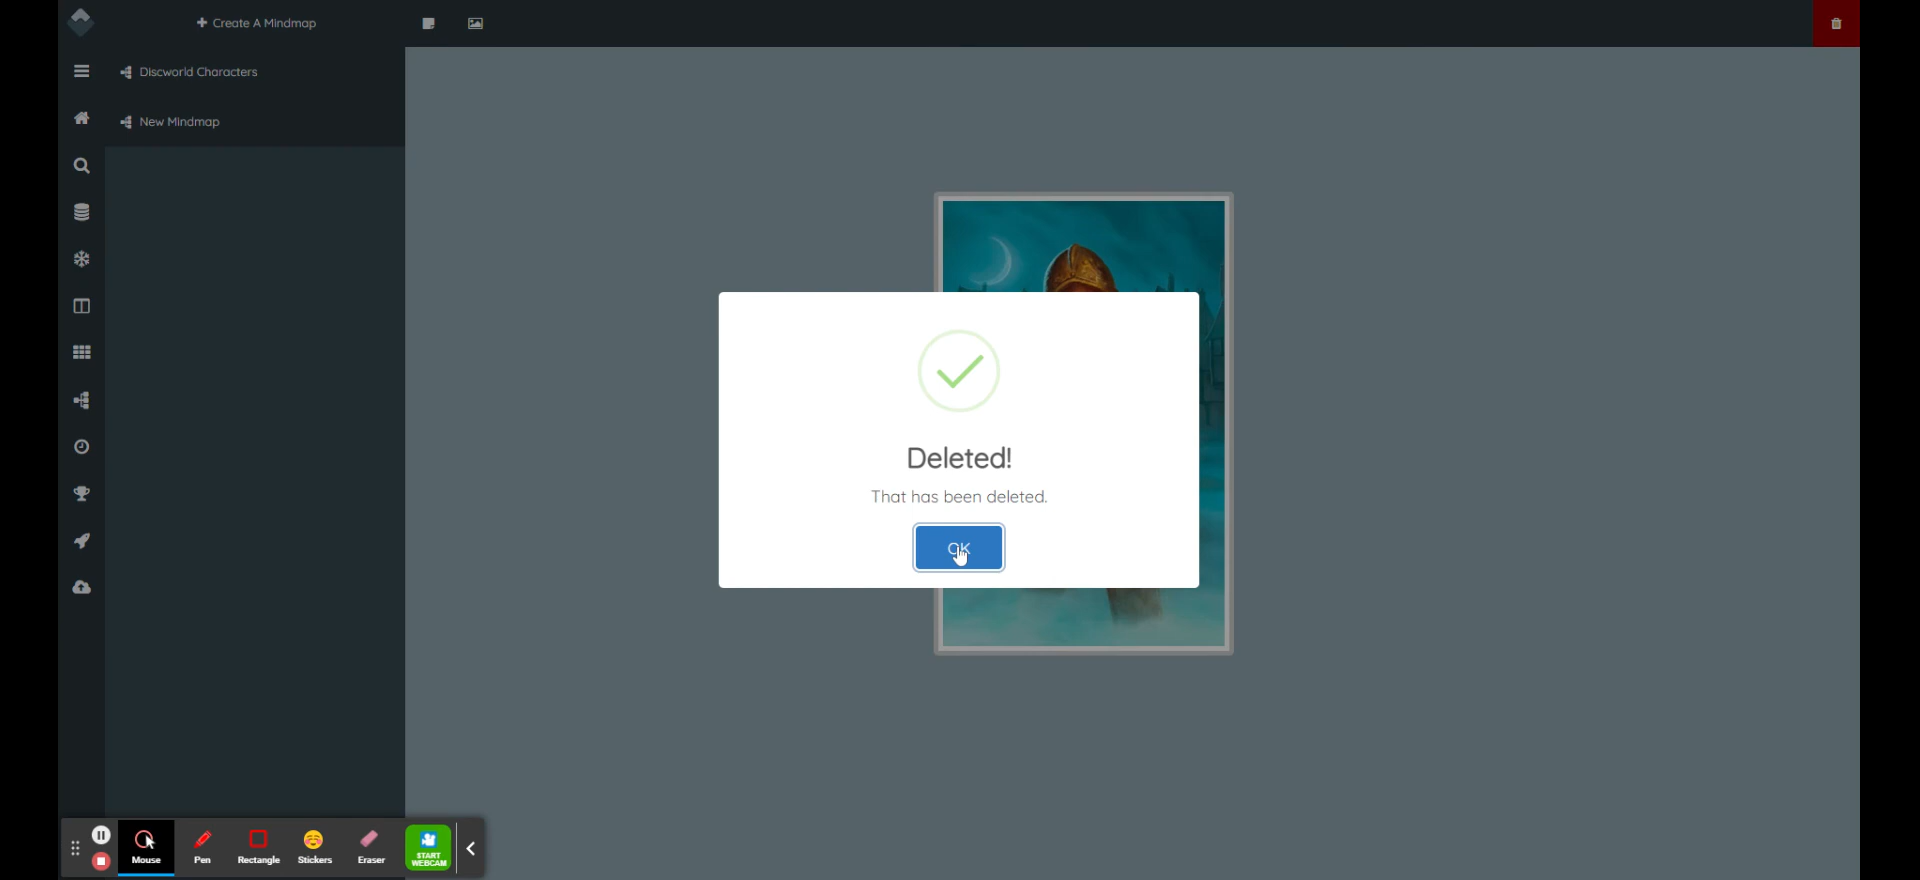 Create A Mindmap
Discworld Characters
New Mindmap
Deleted!
That has been deleted.
OK
Mouse
Pen
Rectangle
Stickers
Eraser
START
WEBCAM